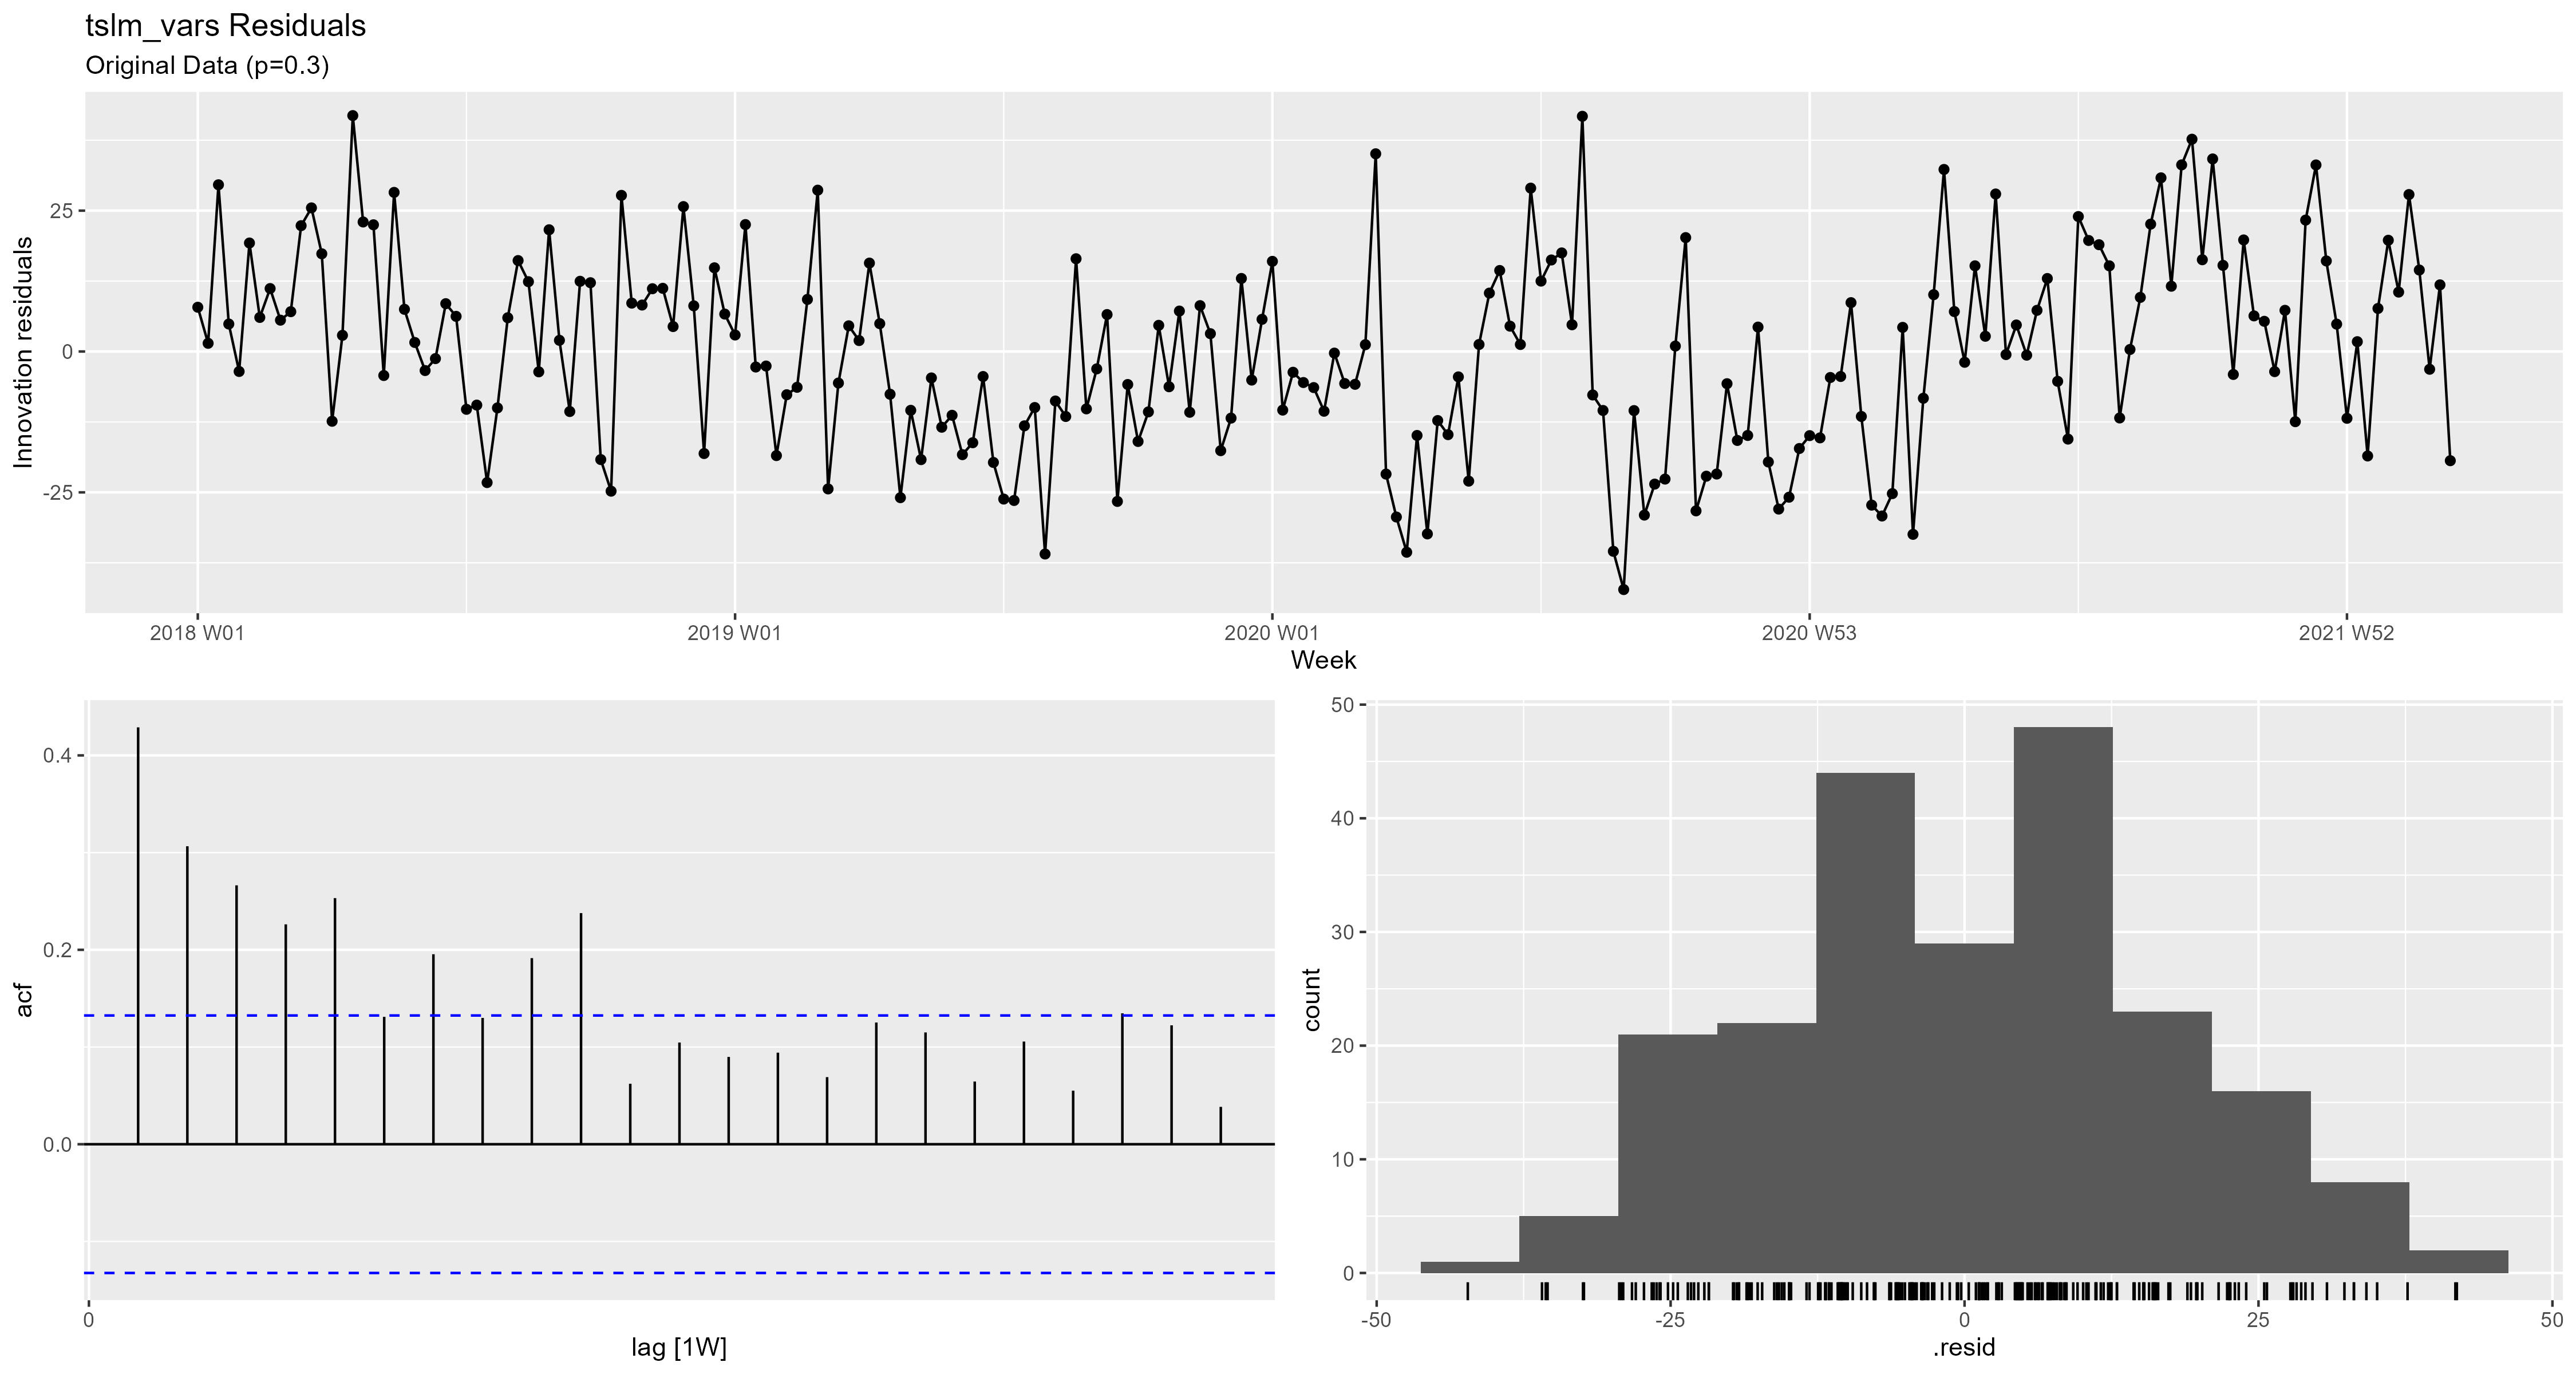 tslm_vars Residuals
Original Data (p=0.3)
Innovation residuals
25
0
-25
2018 W01
2019 W01
2020 W01
2020 W53
2021 W52
Week
acf
0.4
0.2
0.0
0
lag [1W]
count
50
40
30
20
10
0
-50
-25
0
25
50
.resid